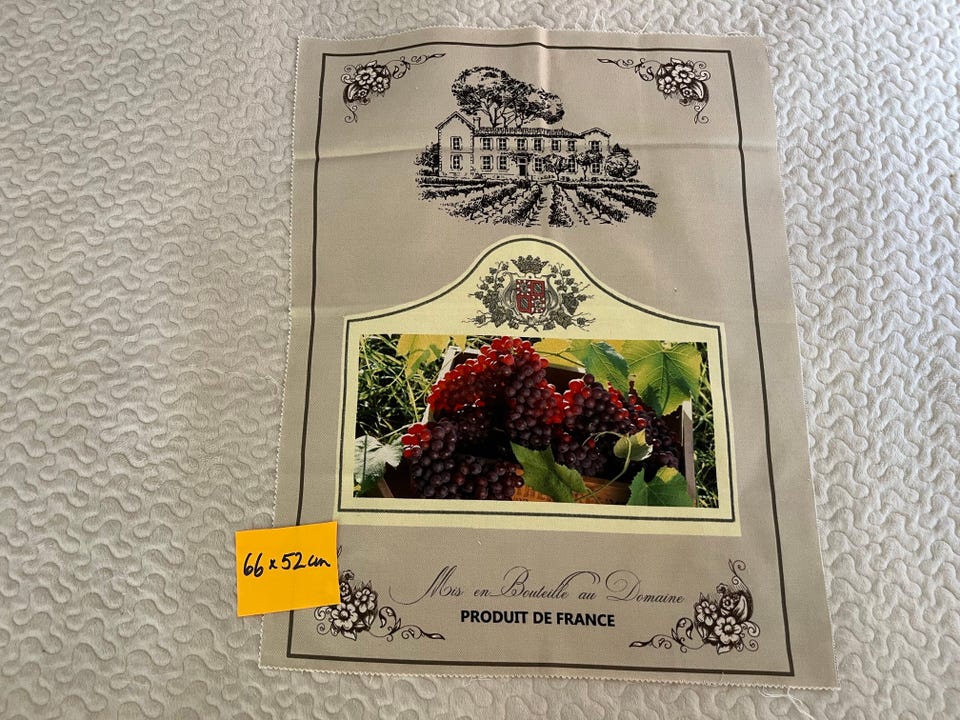 66 x 52 cm
Mis en Bouteille au Domaine
PRODUIT DE FRANCE